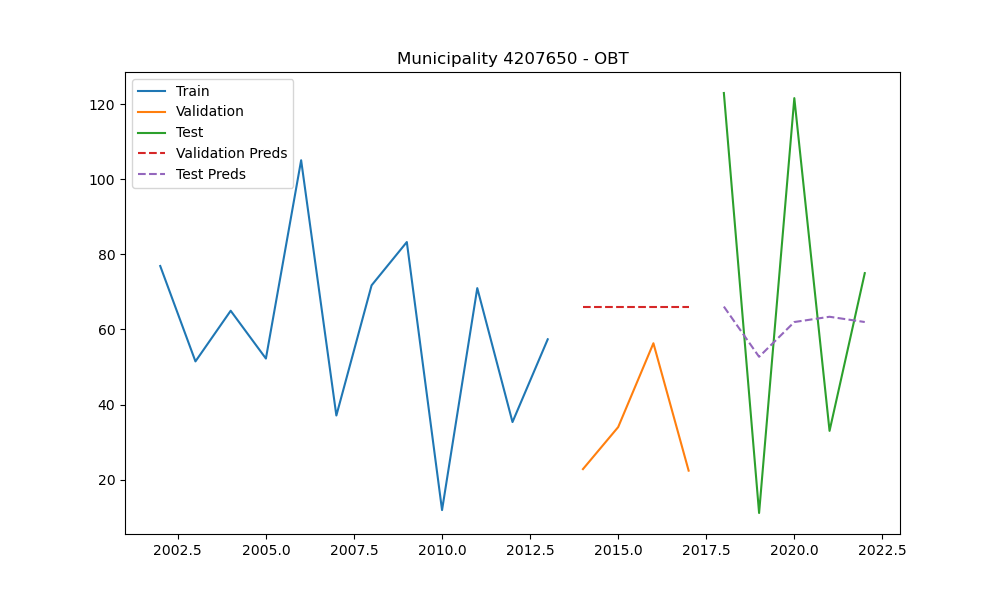 Municipality 4207650 - OBT
Train
Validation
Test
Validation Preds
Test Preds
120
100
80
60
40
20
2002.5 2005.0 2007.5 2010.0 2012.5 2015.0 2017.5 2020.0 2022.5